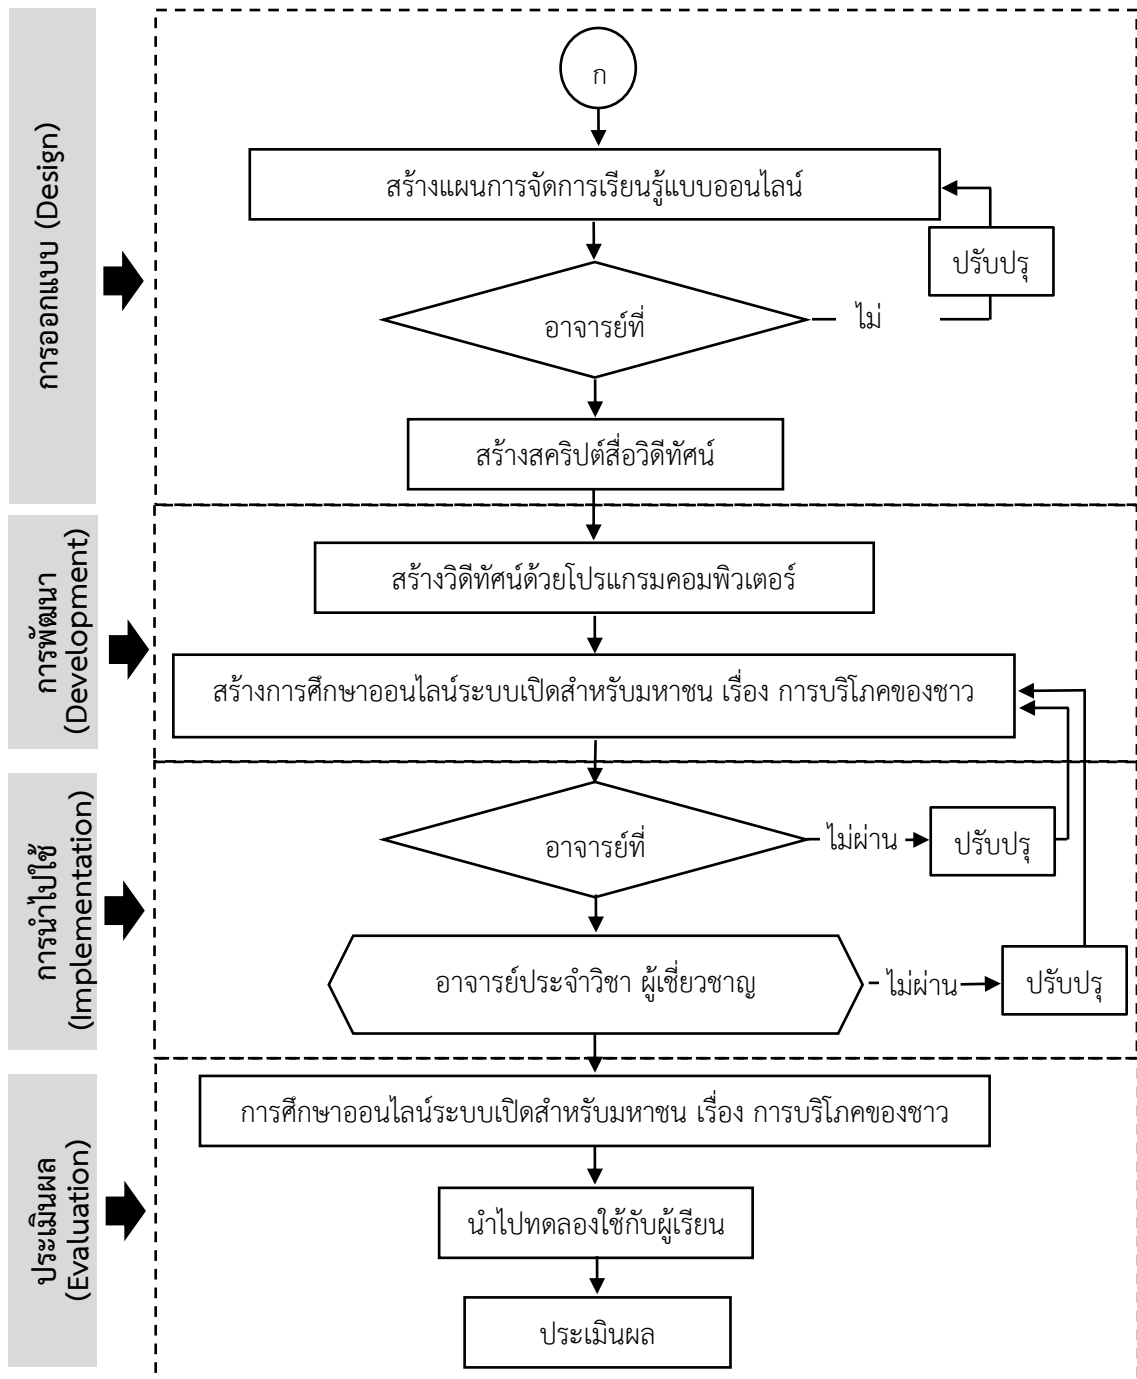 การออกแบบ (Design)
ก
สร้างแผนการจัดการเรียนรู้แบบออนไลน์
ปรับปรุ
อาจารย์ที่
ไม่
สร้างสคริปต์สื่อวิดีทัศน์
การพัฒนา
(Development)
สร้างวิดีทัศน์ด้วยโปรแกรมคอมพิวเตอร์
สร้างการศึกษาออนไลน์ระบบเปิดสำหรับมหาชน เรื่อง การบริโภคของชาว
การนำไปใช้
(Implementation)
อาจารย์ที่
ไม่ผ่าน
ปรับปรุ
อาจารย์ประจำวิชา ผู้เชี่ยวชาญ
ไม่ผ่าน
ปรับปรุ
ประเมินผล
(Evaluation)
การศึกษาออนไลน์ระบบเปิดสำหรับมหาชน เรื่อง การบริโภคของชาว
นำไปทดลองใช้กับผู้เรียน
ประเมินผล